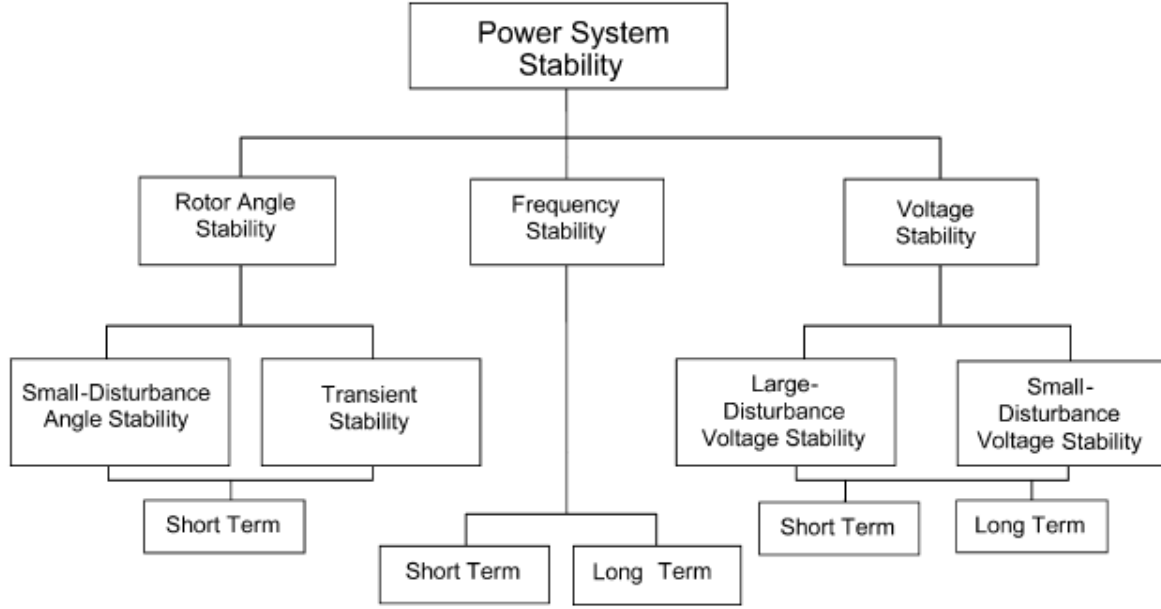 Power System
Stability
Rotor Angle
Stability
Frequency
Stability
Voltage
Stability
Small-Disturbance
Angle Stability
Transient
Stability
Large-
Disturbance
Voltage Stability
Small-
Disturbance
Voltage Stability
Short Term
Short Term
Long Term
Short Term
Long Term